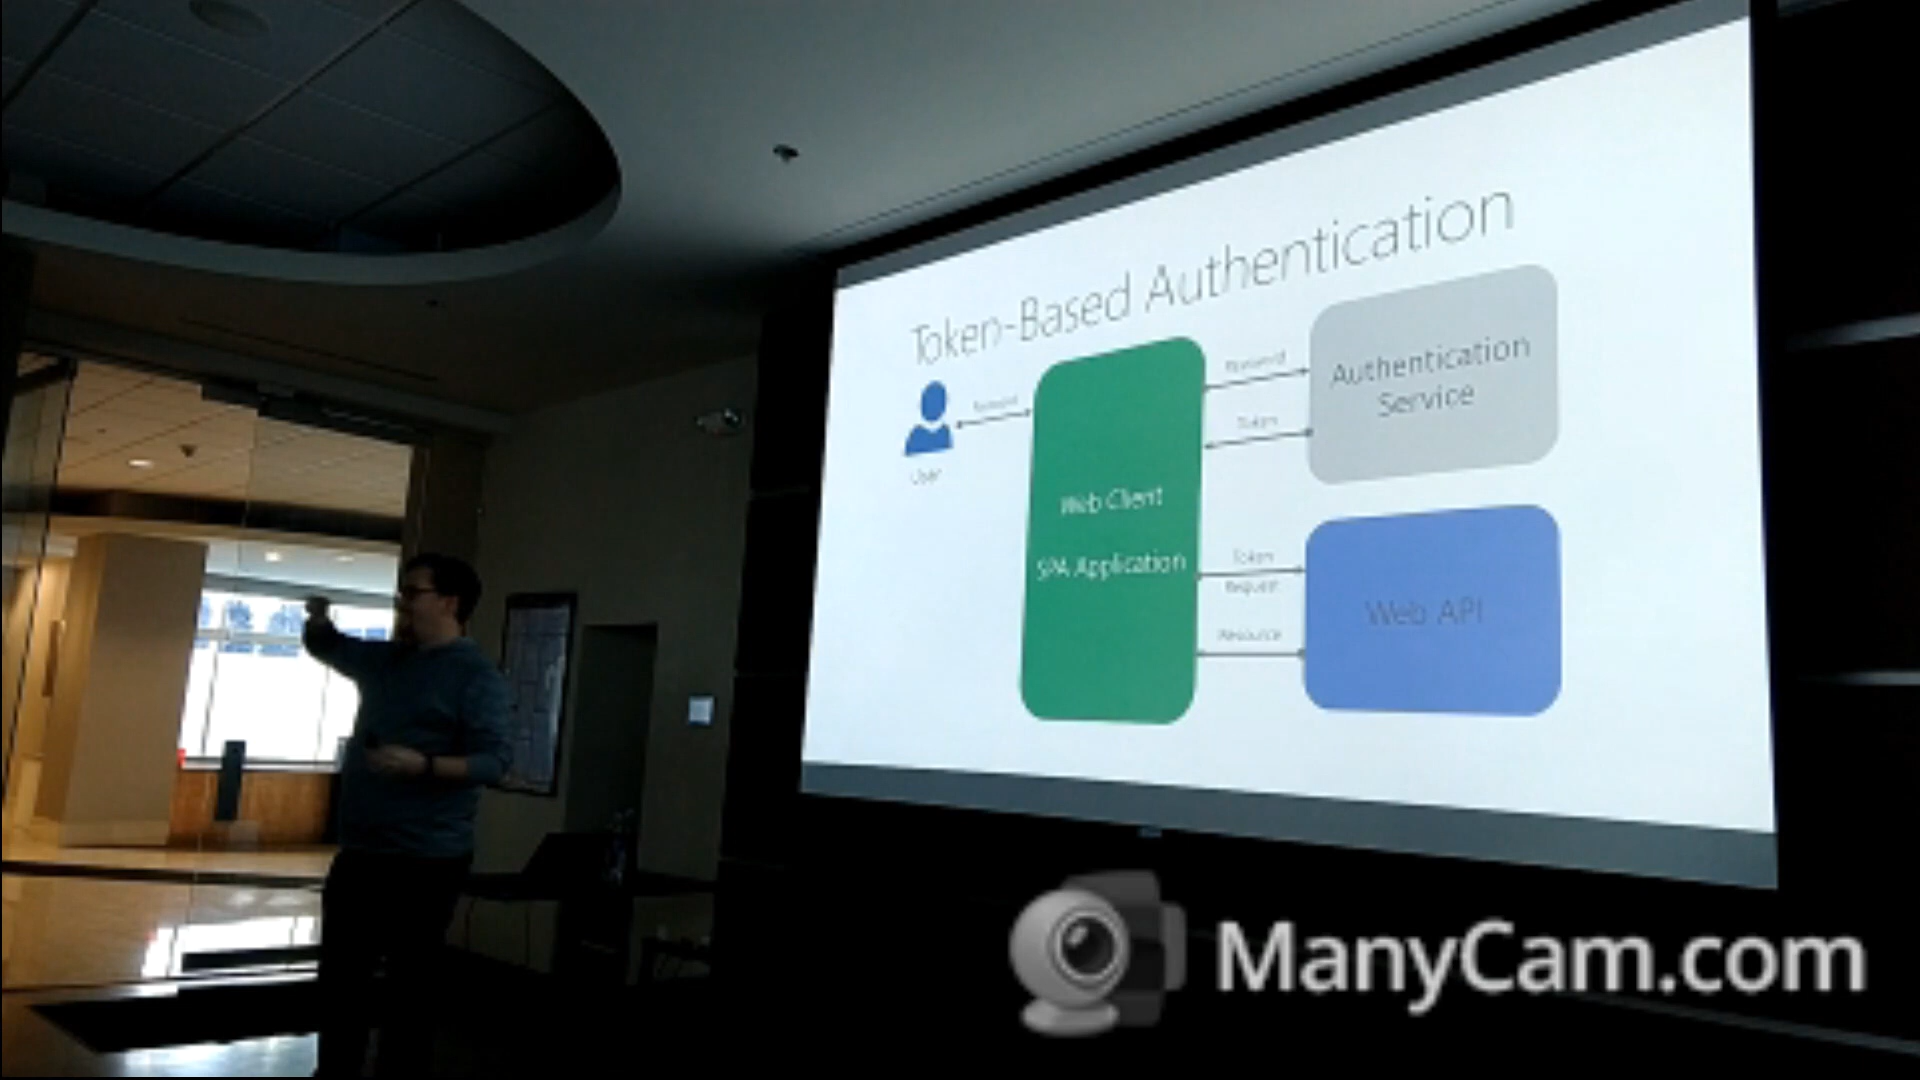 Token-Based Authentication
Password
Authentication
Service
Token
User
Web Client
SPA Application
Token
Request
Web API
Resource
ManyCam.com